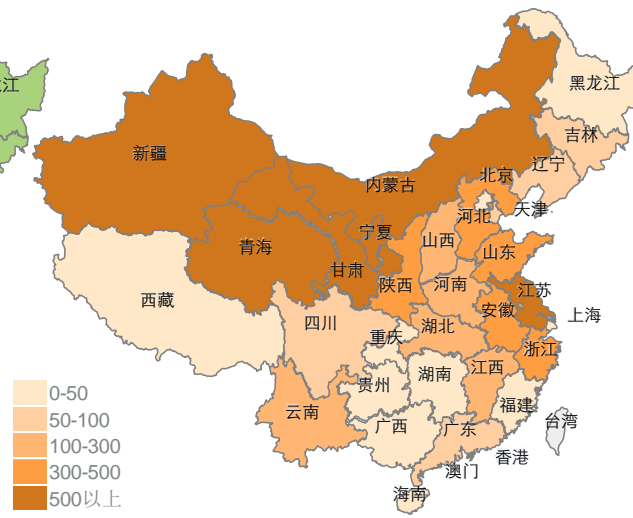 江
黑龙江
吉林
辽宁
新疆
内蒙古
北京
天津
河北
宁夏
山西
山东
青海
甘肃
陕西
河南
江苏
西藏
安徽
上海
四川
湖北
重庆
浙江
江西
湖南
贵州
福建
云南
台湾
广西
广东
香港
澳门
海南
0-50
50-100
100-300
300-500
500以上